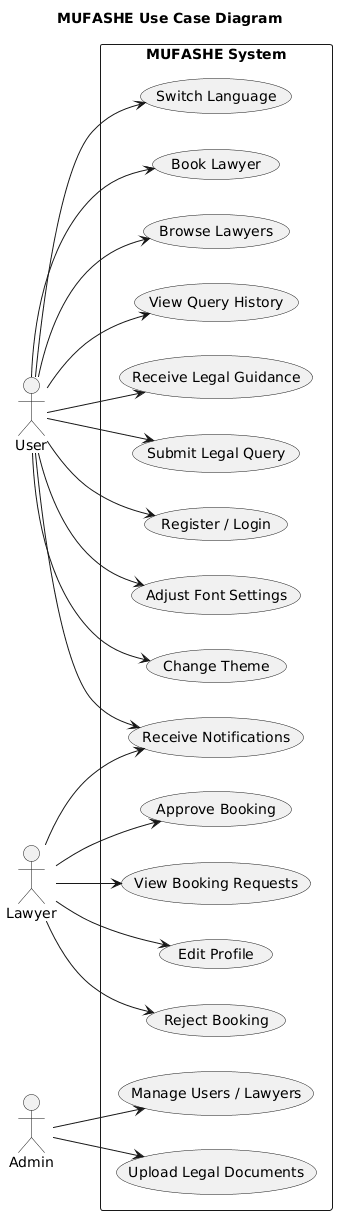 MUFASHE Use Case Diagram
MUFASHE System
Switch Language
Book Lawyer
Browse Lawyers
View Query History
Receive Legal Guidance
User
Submit Legal Query
Register / Login
Adjust Font Settings
Change Theme
Receive Notifications
Approve Booking
View Booking Requests
Lawyer
Edit Profile
Reject Booking
Manage Users / Lawyers
Admin
Upload Legal Documents